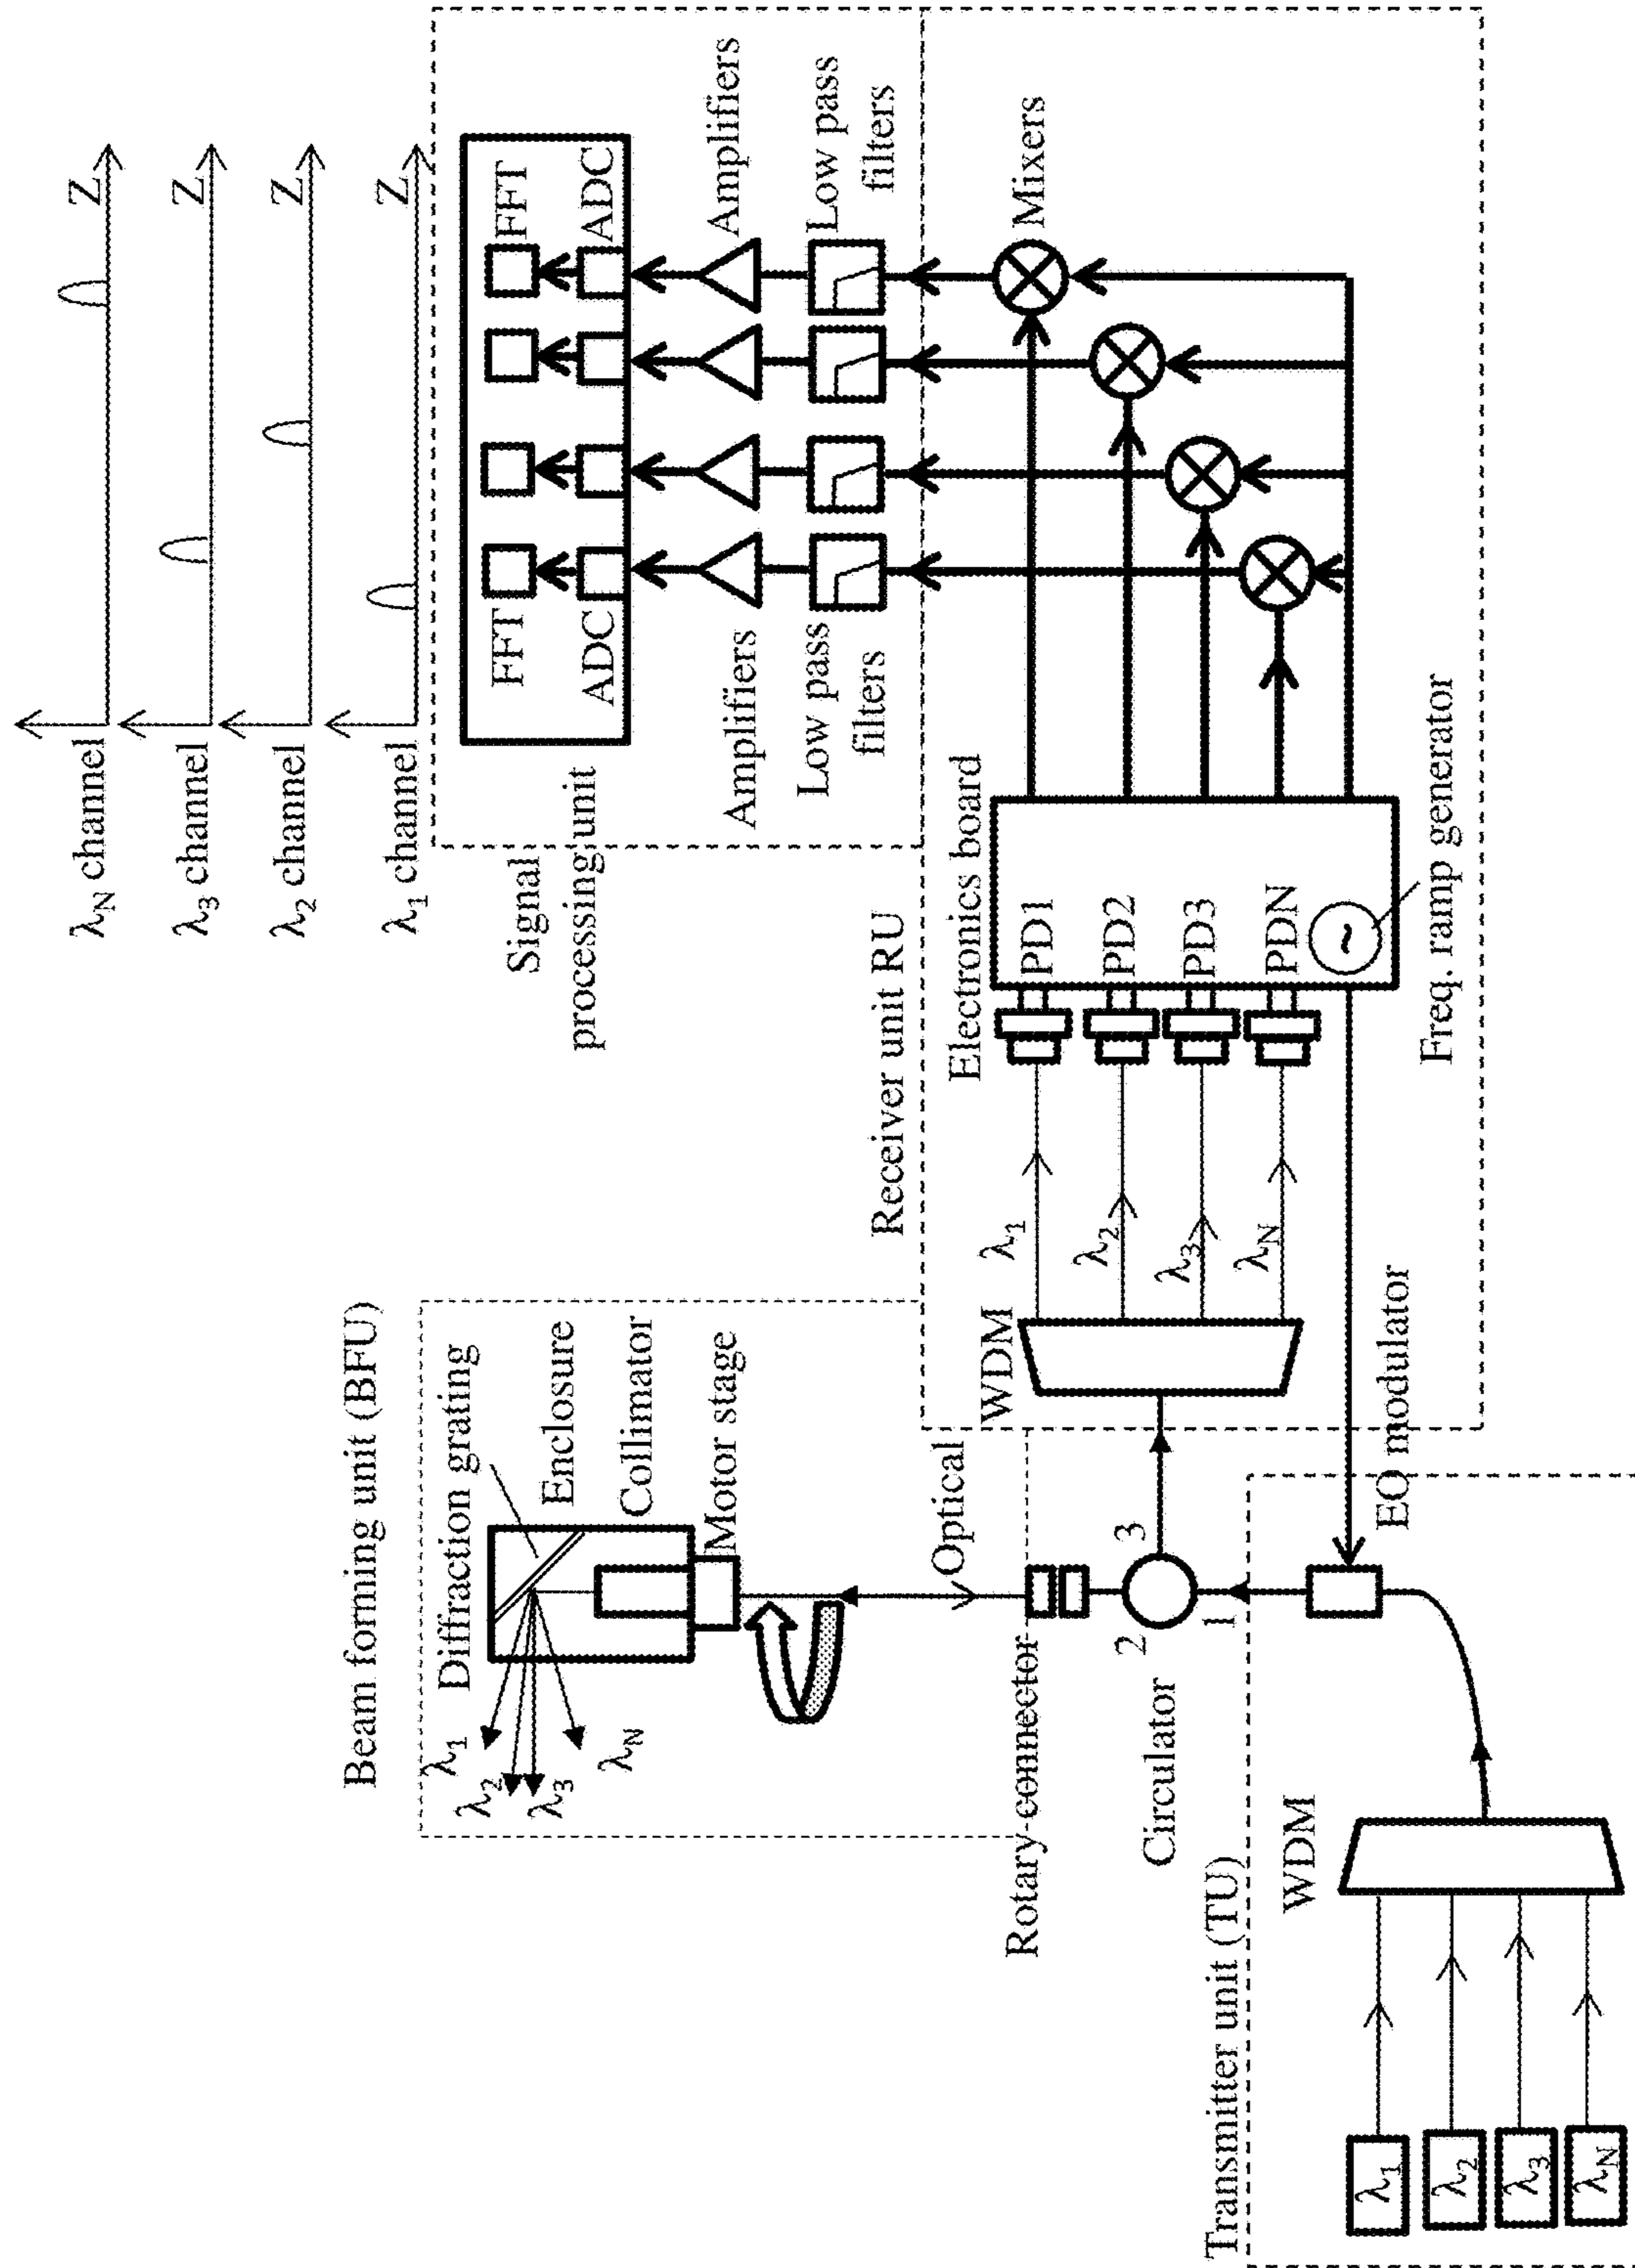 λN channel
Z
λ3 channel
Z
λ2 channel
Z
λ1 channel
Z
Signal
processing unit
FFT
FFT
ADC
ADC
Amplifiers
Amplifiers
Low pass
filters
Low pass
filters
Mixers
Receiver unit RU
Electronics board
PD1
PD2
PD3
PDN
~
Freq. ramp generator
WDM
λ1
λ2
λ3
λN
Beam forming unit (BFU)
Diffraction grating
Enclosure
Collimator
Motor stage
λ1
λ2
λ3
λN
Optical
Rotary connector
Circulator
1
2
3
EO modulator
Transmitter unit (TU)
WDM
λ1
λ2
λ3
λN